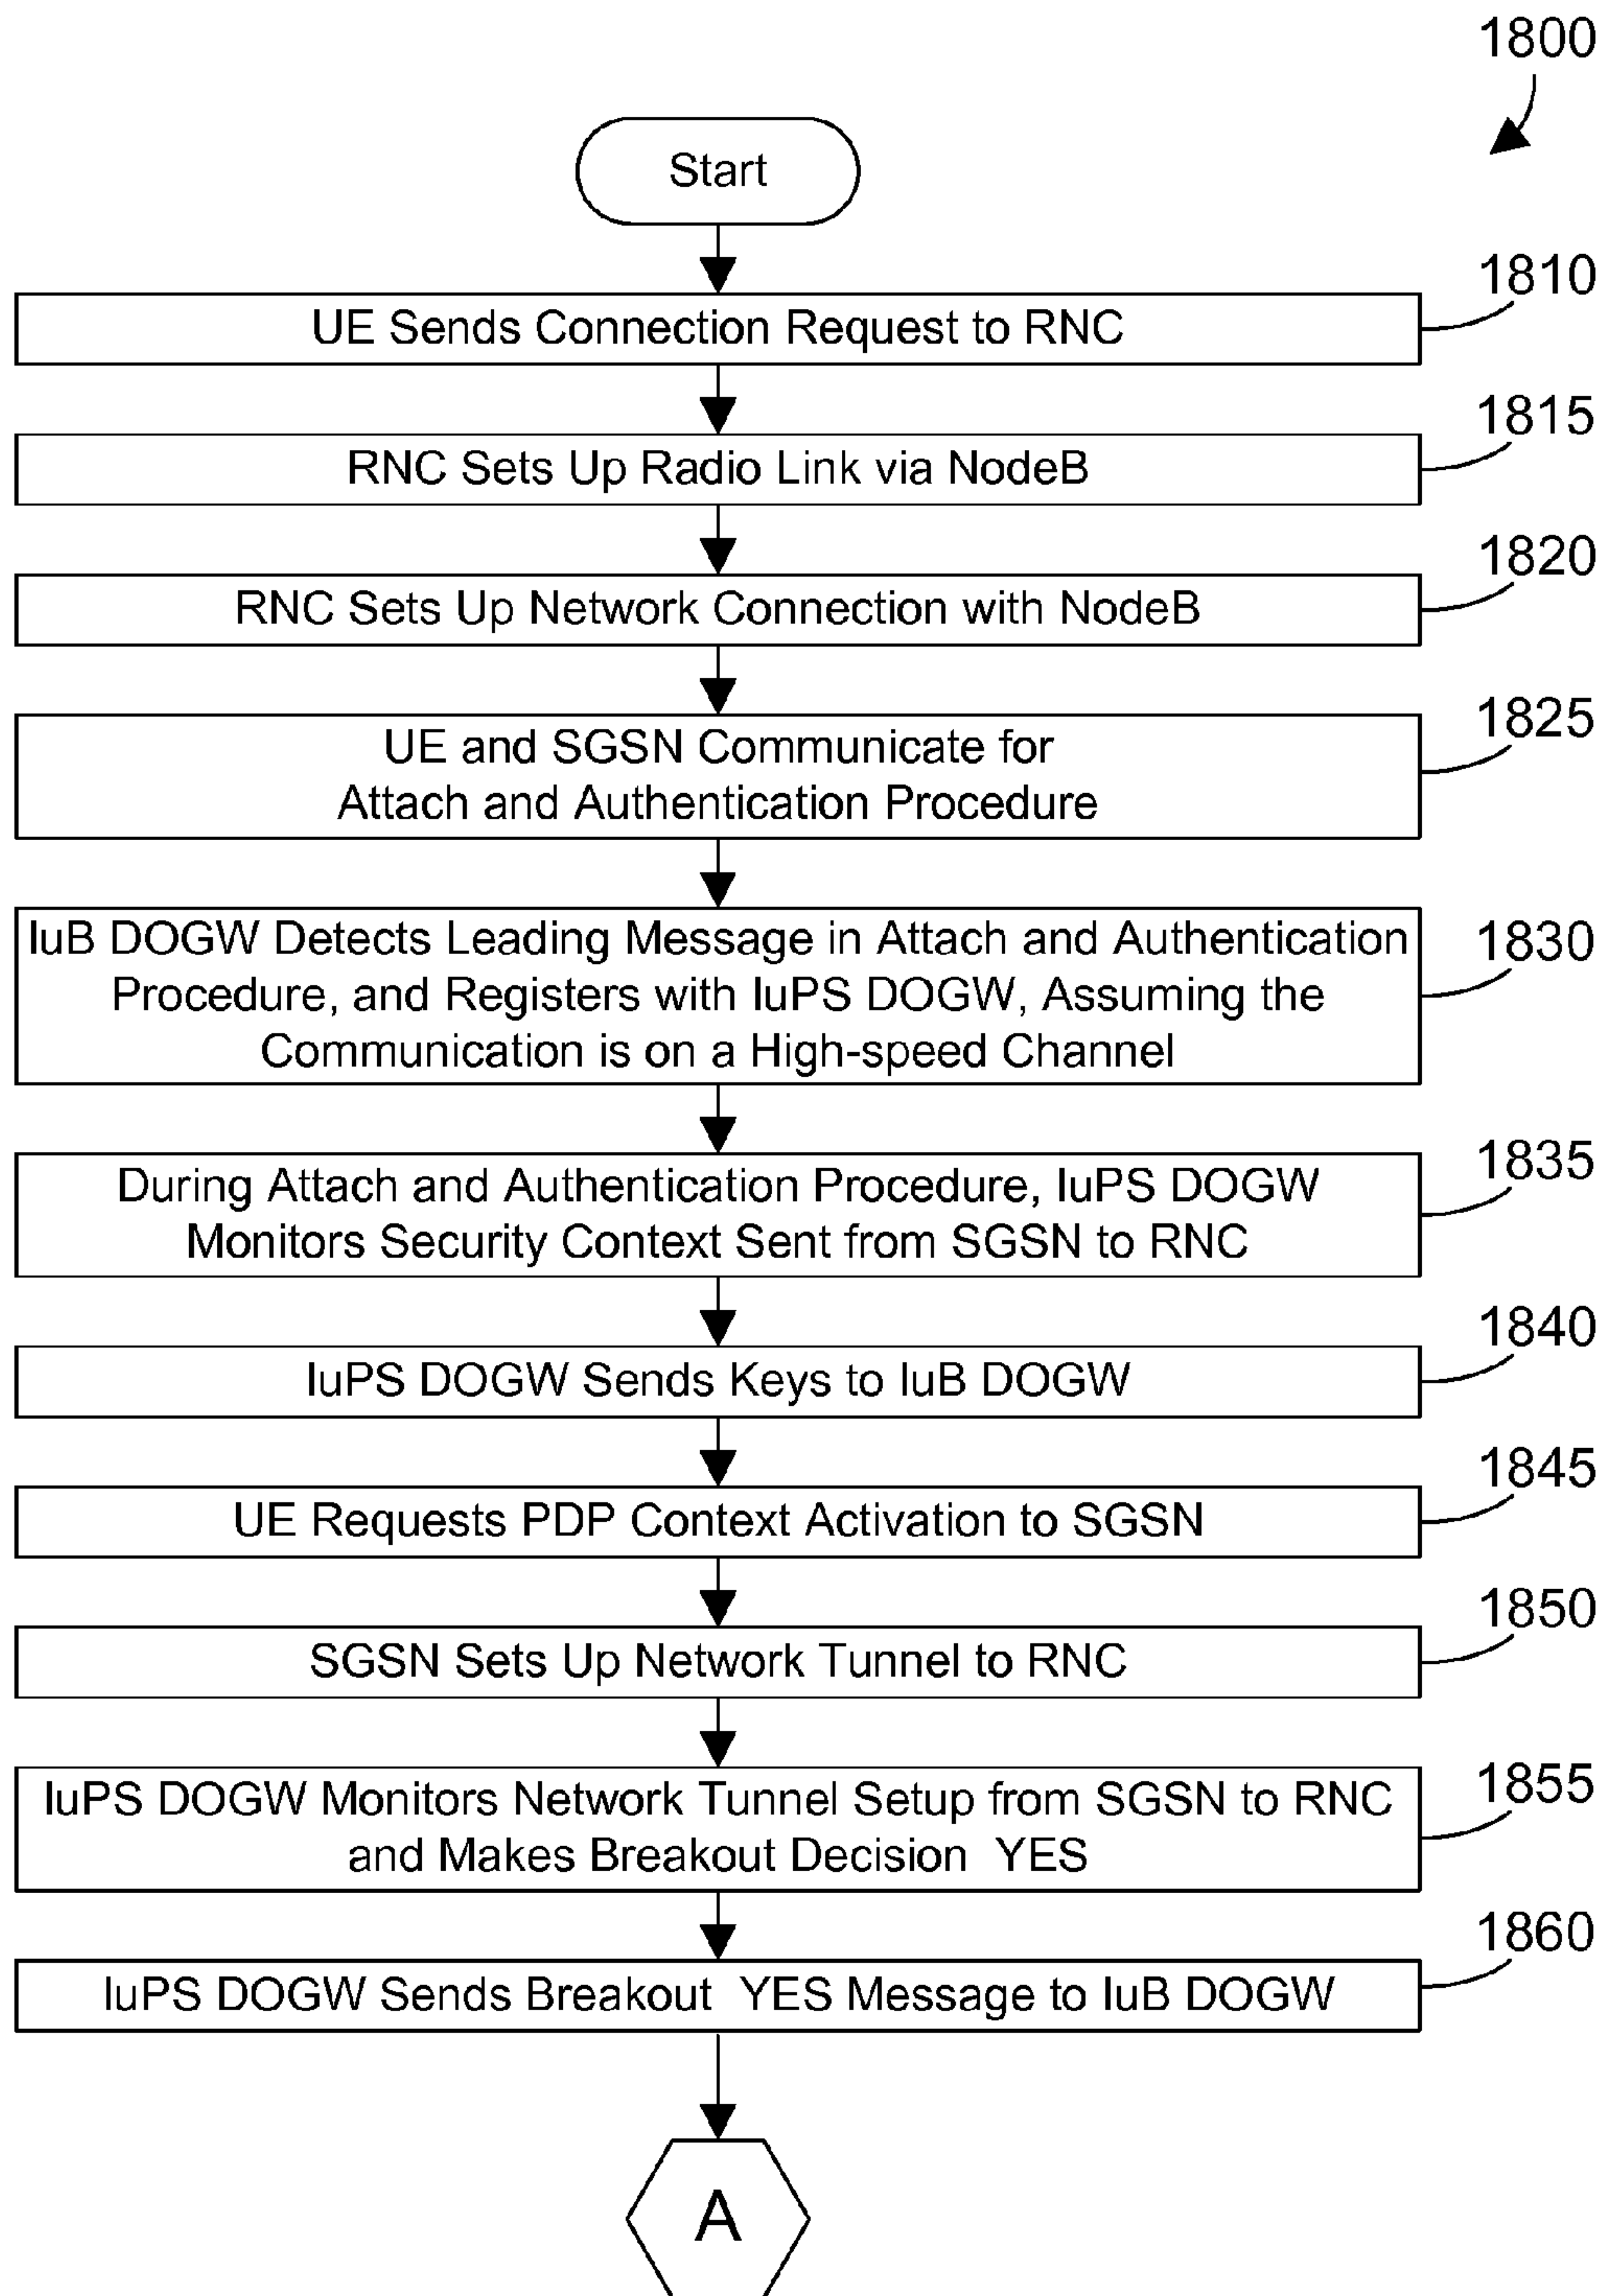 1800
Start
1810
UE Sends Connection Request to RNC
1815
RNC Sets Up Radio Link via NodeB
1820
RNC Sets Up Network Connection with NodeB
1825
UE and SGSN Communicate for
Attach and Authentication Procedure
1830
IuB DOGW Detects Leading Message in Attach and Authentication
Procedure, and Registers with IuPS DOGW, Assuming the
Communication is on a High-speed Channel
1835
During Attach and Authentication Procedure, IuPS DOGW
Monitors Security Context Sent from SGSN to RNC
1840
IuPS DOGW Sends Keys to IuB DOGW
1845
UE Requests PDP Context Activation to SGSN
1850
SGSN Sets Up Network Tunnel to RNC
1855
IuPS DOGW Monitors Network Tunnel Setup from SGSN to RNC
and Makes Breakout Decision YES
1860
IuPS DOGW Sends Breakout YES Message to IuB DOGW
A